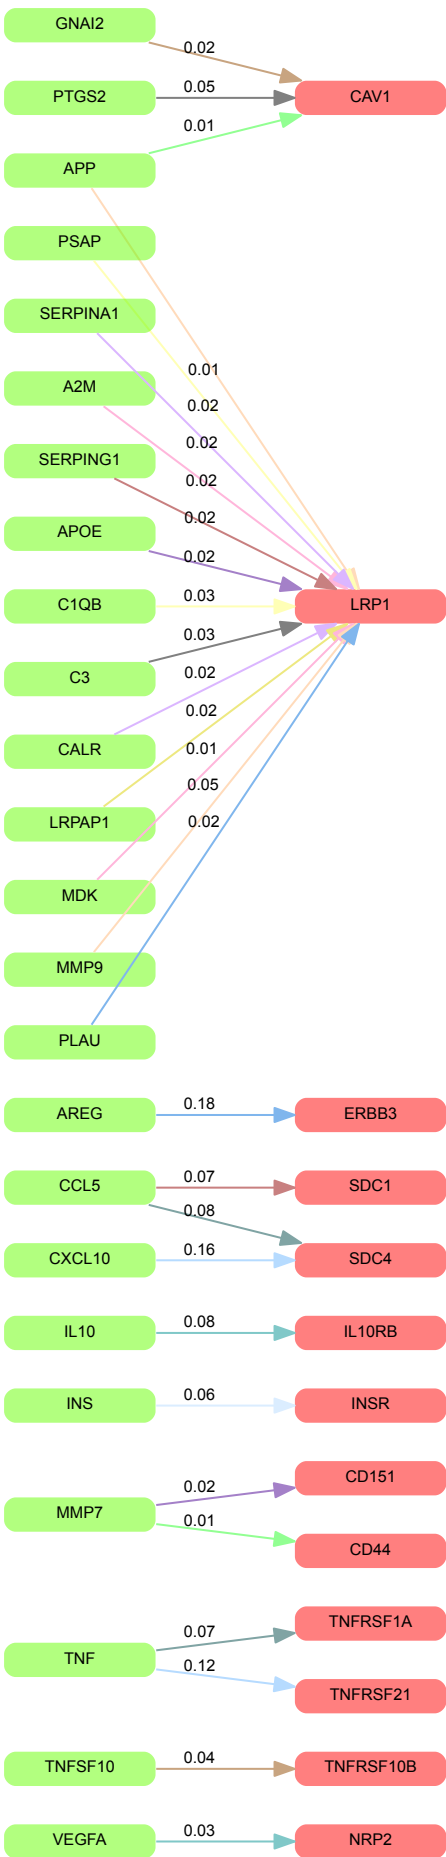 GNAI2
0.02
PTGS2
0.05
CAV1
0.01
APP
PSAP
SERPINA1
0.01
A2M
0.02
0.02
SERPING1
0.02
0.02
APOE
0.02
C1QB
0.03
LRP1
0.03
C3
0.02
0.02
CALR
0.01
0.05
LRPAP1
0.02
MDK
MMP9
PLAU
AREG
0.18
ERBB3
CCL5
0.07
SDC1
0.08
CXCL10
0.16
SDC4
IL10
0.08
IL10RB
INS
0.06
INSR
CD151
0.02
MMP7
0.01
CD44
TNFRSF1A
0.07
TNF
0.12
TNFRSF21
TNFSF10
0.04
TNFRSF10B
VEGFA
0.03
NRP2